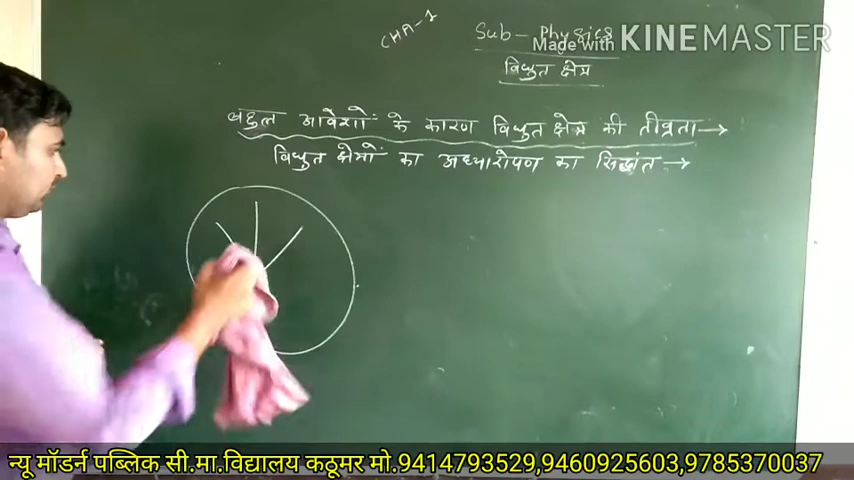 CHA-1
Sub - Physics
Made with KINEMASTER
विधुत क्षेत्र
बहुल आवेशों के कारण विधुत क्षेत्र की तीव्रता →
विधुत क्षेत्रों का अध्यारोपण का सिद्धांत →
न्यू मॉडर्न पब्लिक सी.मा.विद्यालय कठूमर मो.9414793529,9460925603,9785370037